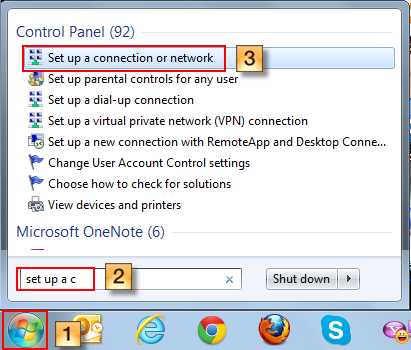 Control Panel (92)
Set up a connection or network
3
Set up parental controls for any user
Set up a dial-up connection
Set up a virtual private network (VPN) connection
Set up a new connection with RemoteApp and Desktop Conne...
Change User Account Control settings
Choose how to check for solutions
View devices and printers
Microsoft OneNote (6)
set up a c
2
Shut down
1